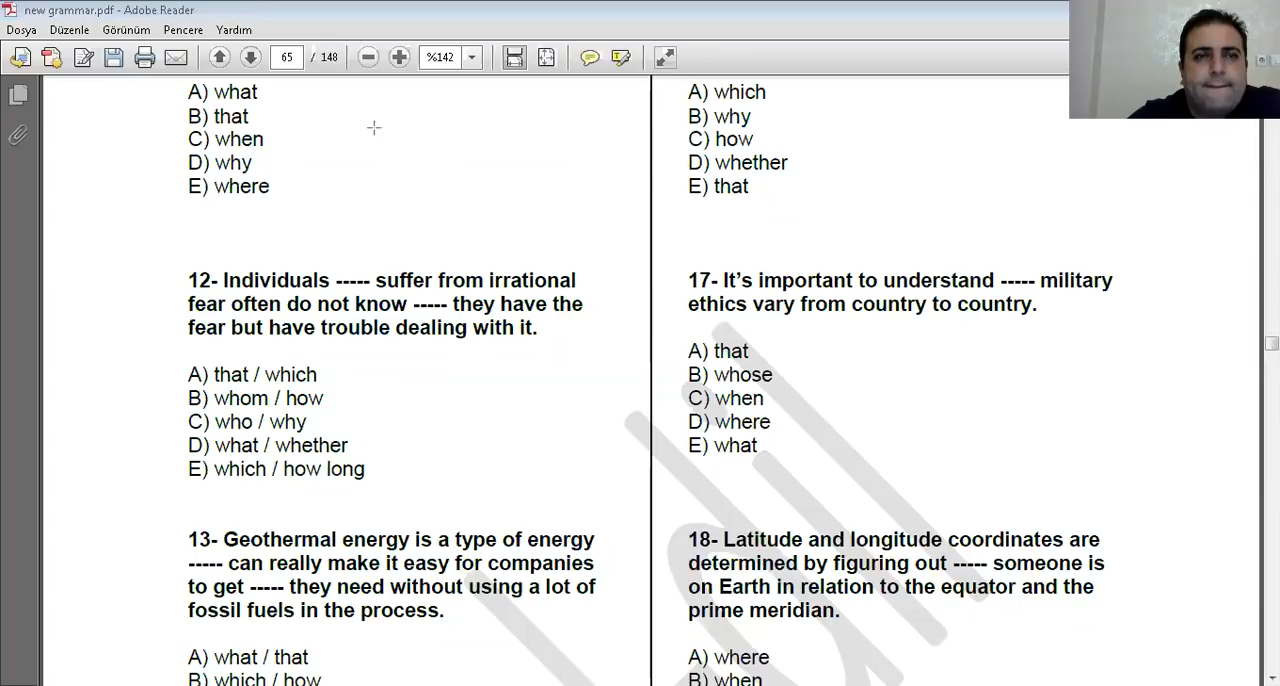 new grammar.pdf - Adobe Reader
Dosya Düzenle Görünüm Pencere Yardım
65 / 148 %142
A) what
B) that
C) when
D) why
E) where
12- Individuals ----- suffer from irrational
fear often do not know ----- they have the
fear but have trouble dealing with it.
A) that / which
B) whom / how
C) who / why
D) what / whether
E) which / how long
13- Geothermal energy is a type of energy
----- can really make it easy for companies
to get ----- they need without using a lot of
fossil fuels in the process.
A) what / that
B) which / how
A) which
B) why
C) how
D) whether
E) that
17- It’s important to understand ----- military
ethics vary from country to country.
A) that
B) whose
C) when
D) where
E) what
18- Latitude and longitude coordinates are
determined by figuring out ----- someone is
on Earth in relation to the equator and the
prime meridian.
A) where
B) when